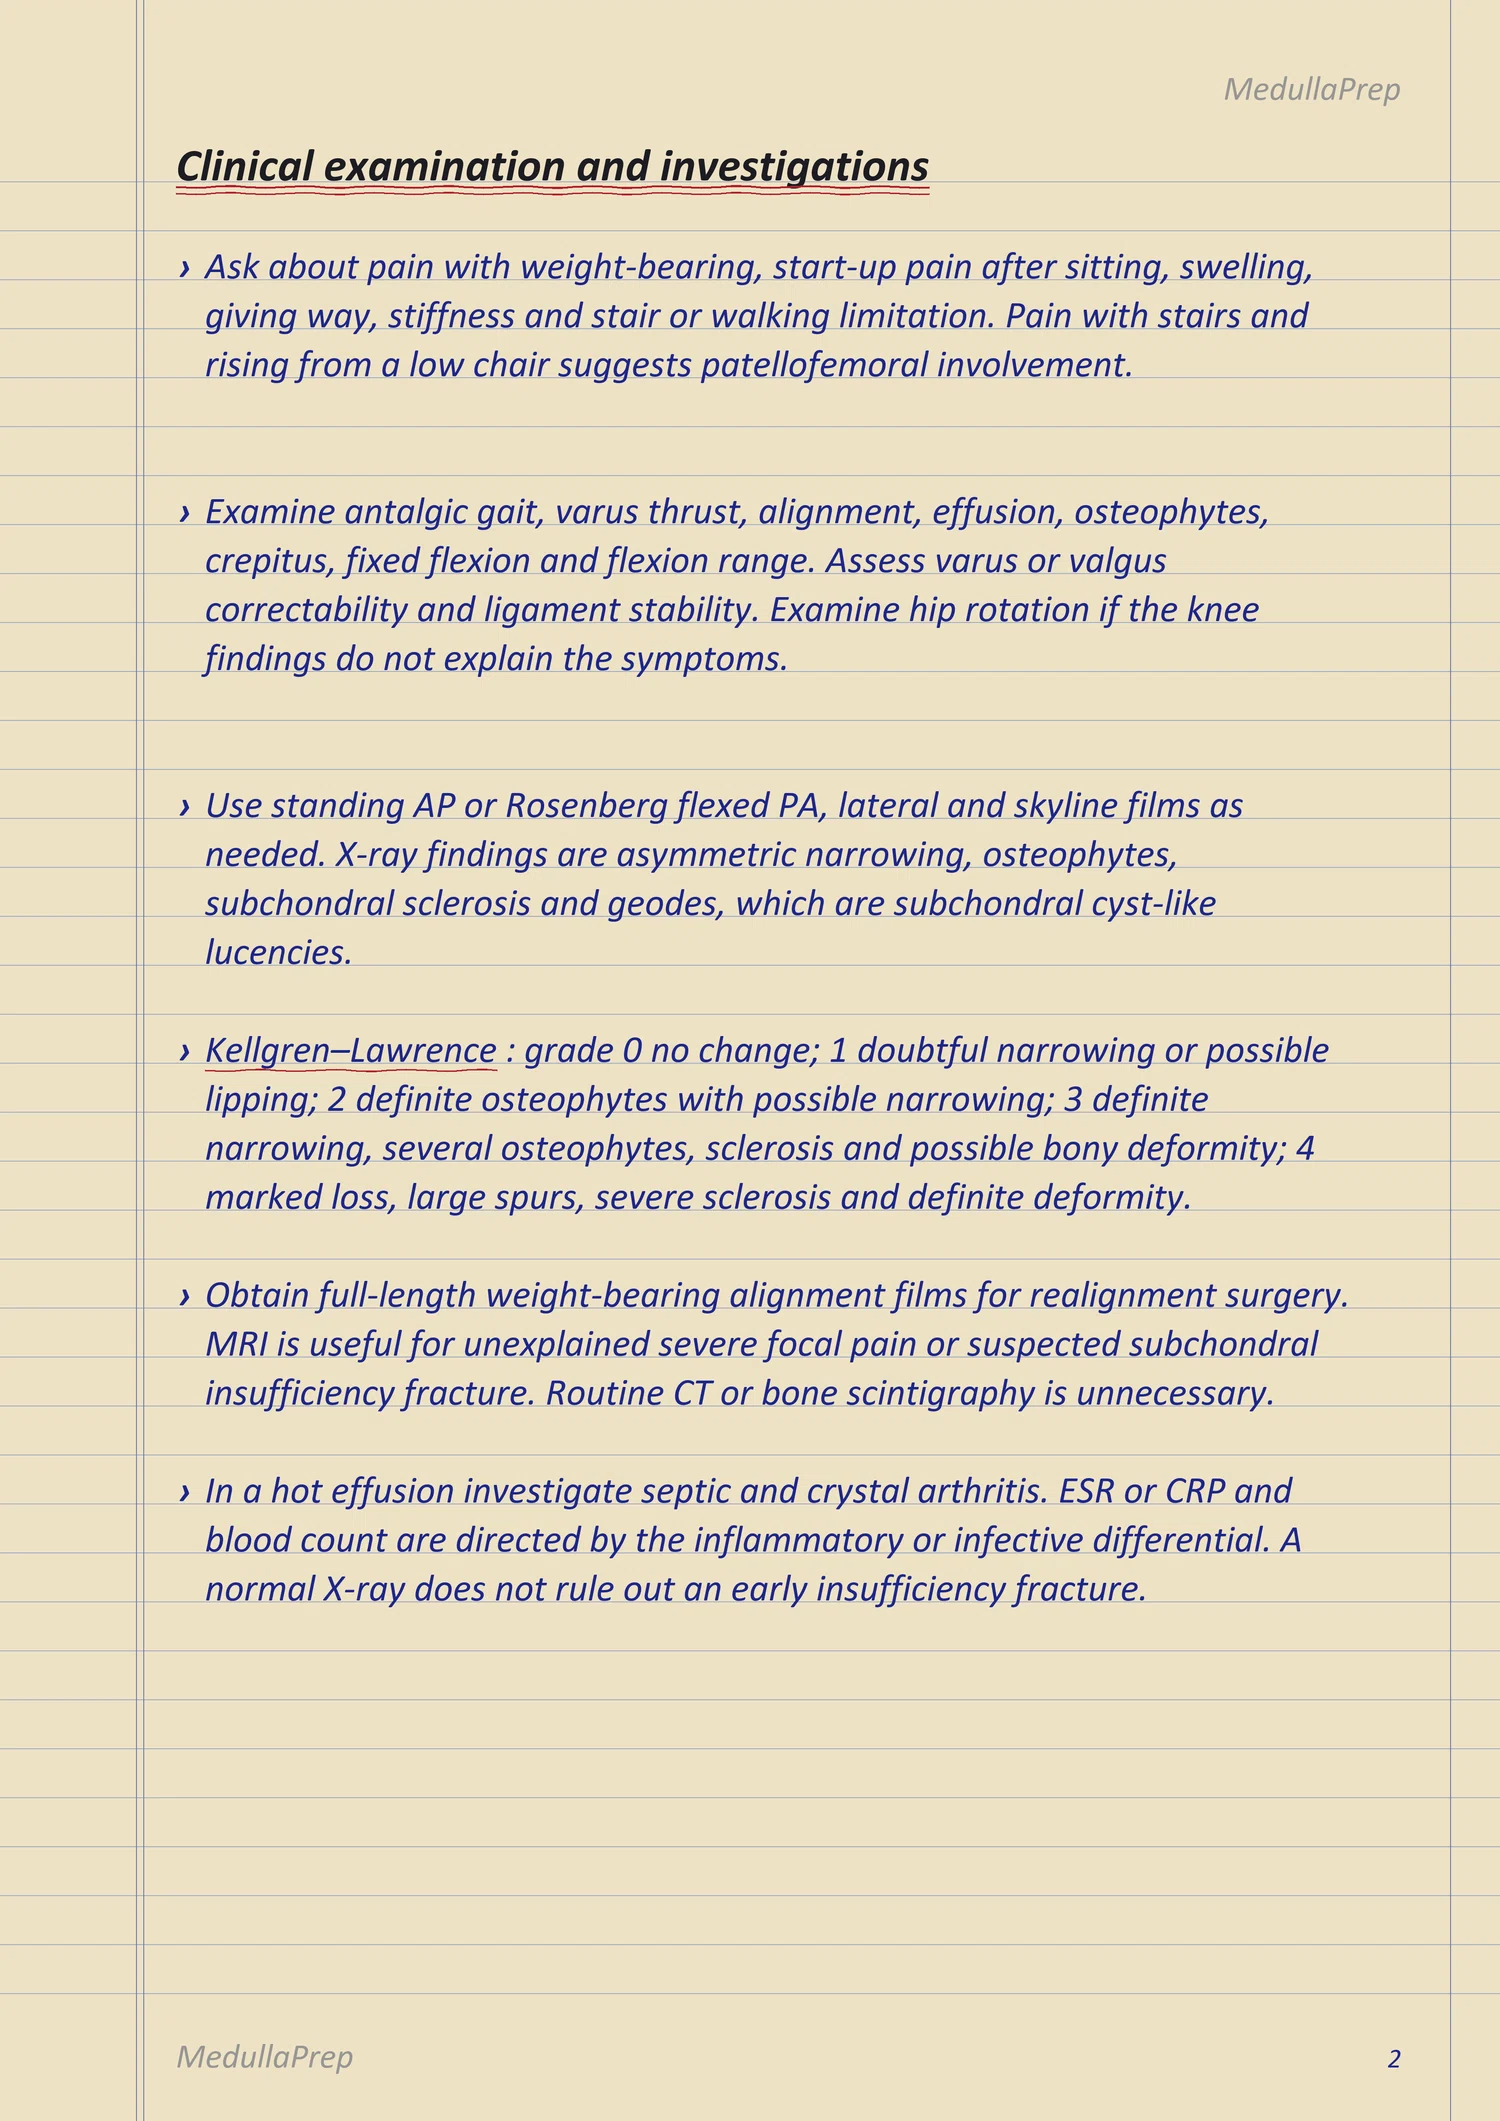 MedullaPrep
Clinical examination and investigations
› Ask about pain with weight-bearing, start-up pain after sitting, swelling,
giving way, stiffness and stair or walking limitation. Pain with stairs and
rising from a low chair suggests patellofemoral involvement.
› Examine antalgic gait, varus thrust, alignment, effusion, osteophytes,
crepitus, fixed flexion and flexion range. Assess varus or valgus
correctability and ligament stability. Examine hip rotation if the knee
findings do not explain the symptoms.
› Use standing AP or Rosenberg flexed PA, lateral and skyline films as
needed. X-ray findings are asymmetric narrowing, osteophytes,
subchondral sclerosis and geodes, which are subchondral cyst-like
lucencies.
› Kellgren–Lawrence : grade 0 no change; 1 doubtful narrowing or possible
lipping; 2 definite osteophytes with possible narrowing; 3 definite
narrowing, several osteophytes, sclerosis and possible bony deformity; 4
marked loss, large spurs, severe sclerosis and definite deformity.
› Obtain full-length weight-bearing alignment films for realignment surgery.
MRI is useful for unexplained severe focal pain or suspected subchondral
insufficiency fracture. Routine CT or bone scintigraphy is unnecessary.
› In a hot effusion investigate septic and crystal arthritis. ESR or CRP and
blood count are directed by the inflammatory or infective differential. A
normal X-ray does not rule out an early insufficiency fracture.
MedullaPrep
2